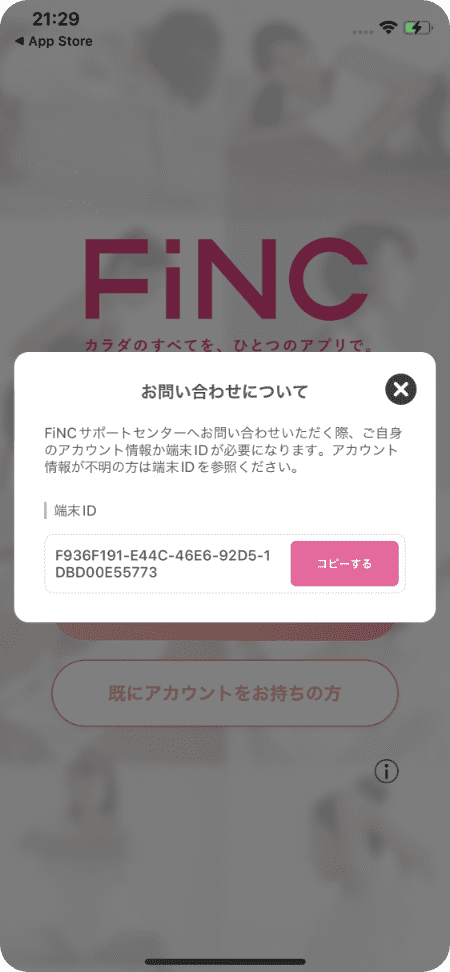 21:29
◀ App Store
FiNC
カラダのすべてを、ひとつのアプリで。
お問い合わせについて
FiNCサポートセンターへお問い合わせいただく際、ご自身
のアカウント情報か端末IDが必要になります。アカウント
情報が不明の方は端末IDを参照ください。
端末ID
F936F191-E44C-46E6-92D5-1
DBD00E55773
コピーする
既にアカウントをお持ちの方